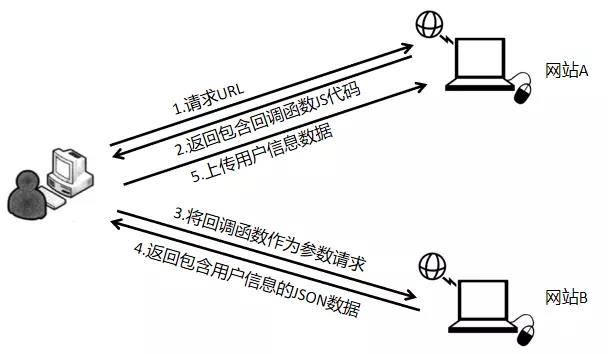 网站A
1.请求URL
2.返回包含回调函数JS代码
5.上传用户信息数据
3.将回调函数作为参数请求
4.返回包含用户信息的JSON数据
网站B